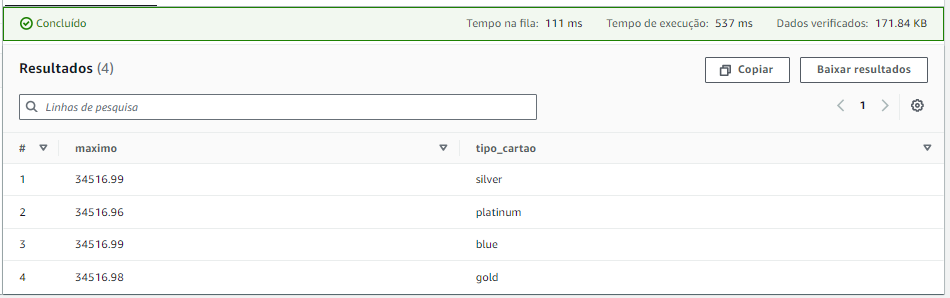 Concluído Tempo na fila: 111 ms Tempo de execução: 537 ms Dados verificados: 171.84 KB
Resultados (4) Copiar Baixar resultados
Linhas de pesquisa 1
# maximo tipo_cartao
1 34516.99 silver
2 34516.96 platinum
3 34516.99 blue
4 34516.98 gold